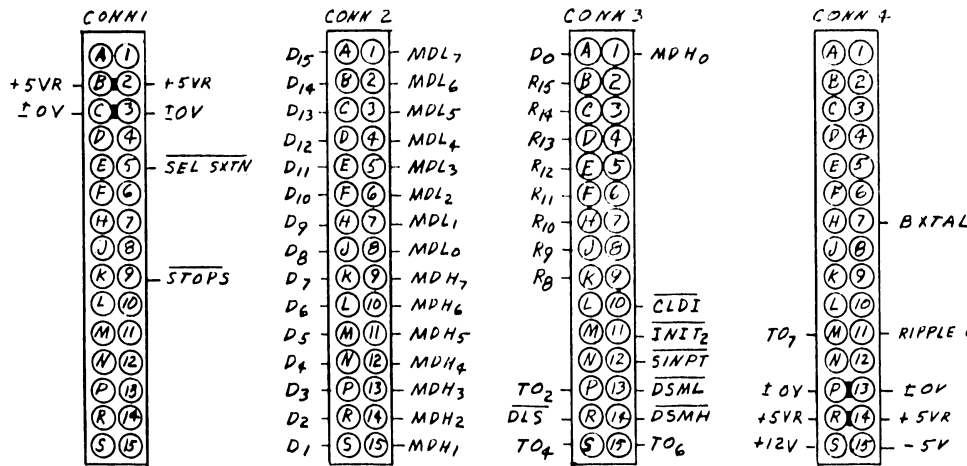 CONN1 CONN 2 CONN 3 CONN 4
A 1 D15 A 1 MDL7 D0 A 1 MDH0 A 1
+5VR B 2 +5VR D14 B 2 MDL6 R15 B 2 B 2
±0V C 3 ±0V D13 C 3 MDL5 R14 C 3 C 3
D 4 D12 D 4 MDL4 R13 D 4 D 4
E 5 SEL SXTN D11 E 5 MDL3 R12 E 5 E 5
F 6 D10 F 6 MDL2 R11 F 6 F 6
H 7 D9 H 7 MDL1 R10 H 7 H 7 BXTAL
J 8 D8 J 8 MDL0 R9 J 8 J 8
K 9 STOPS D7 K 9 MDH7 R8 K 9 K 9
L 10 D6 L 10 MDH6 L 10 CLDI L 10
M 11 D5 M 11 MDH5 M 11 INIT2 TO7 M 11 RIPPLE
N 12 D4 N 12 MDH4 N 12 SINPT N 12
P 13 D3 P 13 MDH3 TO2 P 13 DSML ±0V P 13 ±0V
R 14 D2 R 14 MDH2 DLS R 14 DSMH +5VR R 14 +5VR
S 15 D1 S 15 MDH1 TO4 S 15 TO6 +12V S 15 -5V